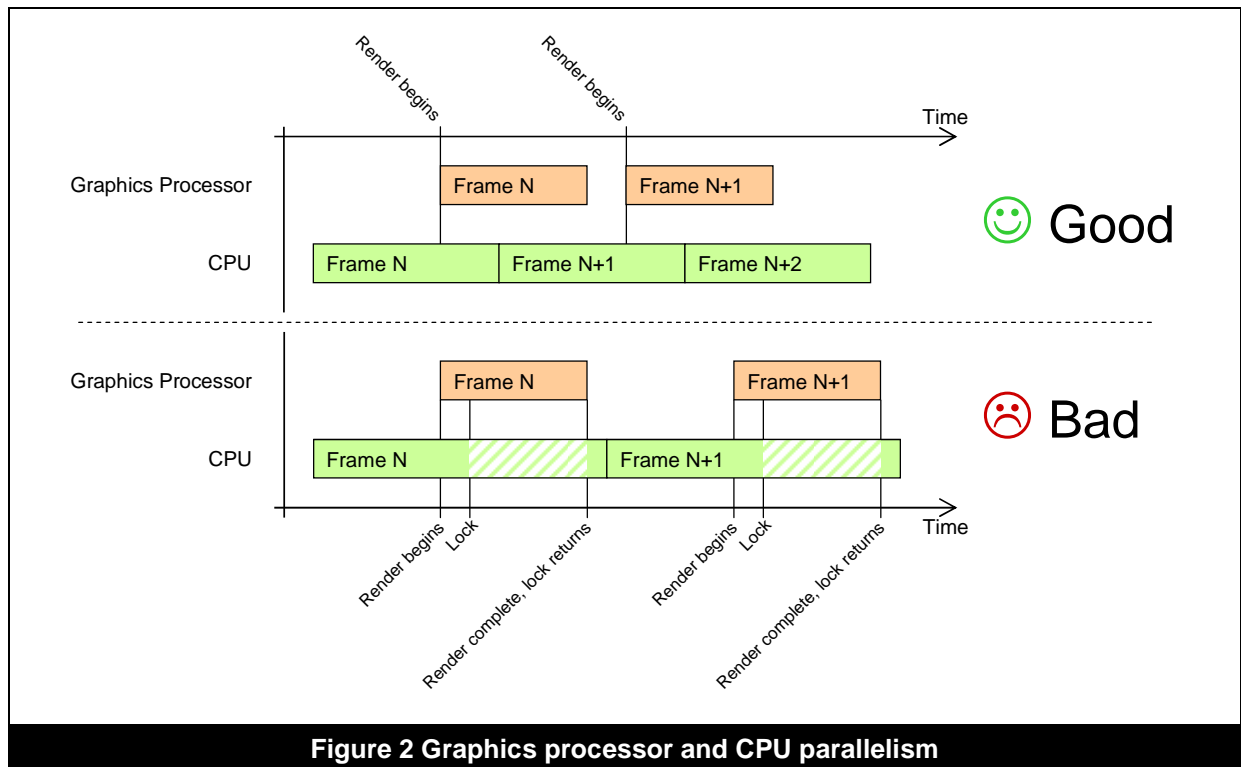 Render begins
Render begins
Time
Graphics Processor
Frame N
Frame N+1
Good
CPU
Frame N
Frame N+1
Frame N+2
Graphics Processor
Frame N
Frame N+1
Bad
CPU
Frame N
Frame N+1
Time
Render begins
Lock
Render complete, lock returns
Render begins
Lock
Render complete, lock returns
Figure 2 Graphics processor and CPU parallelism